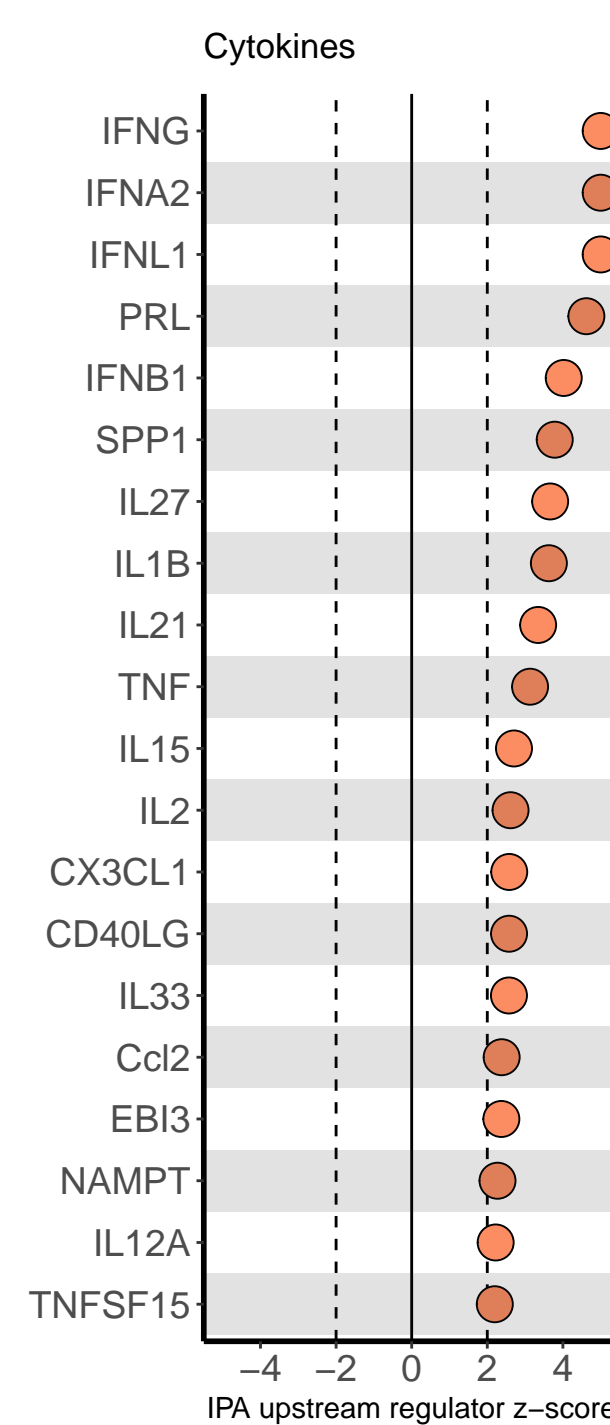 Cytokines
IFNG
IFNA2
IFNL1
PRL
IFNB1
SPP1
IL27
IL1B
IL21
TNF
IL15
IL2
CX3CL1
CD40LG
IL33
Ccl2
EBI3
NAMPT
IL12A
TNFSF15
−4 −2 0 2 4
IPA upstream regulator z−score